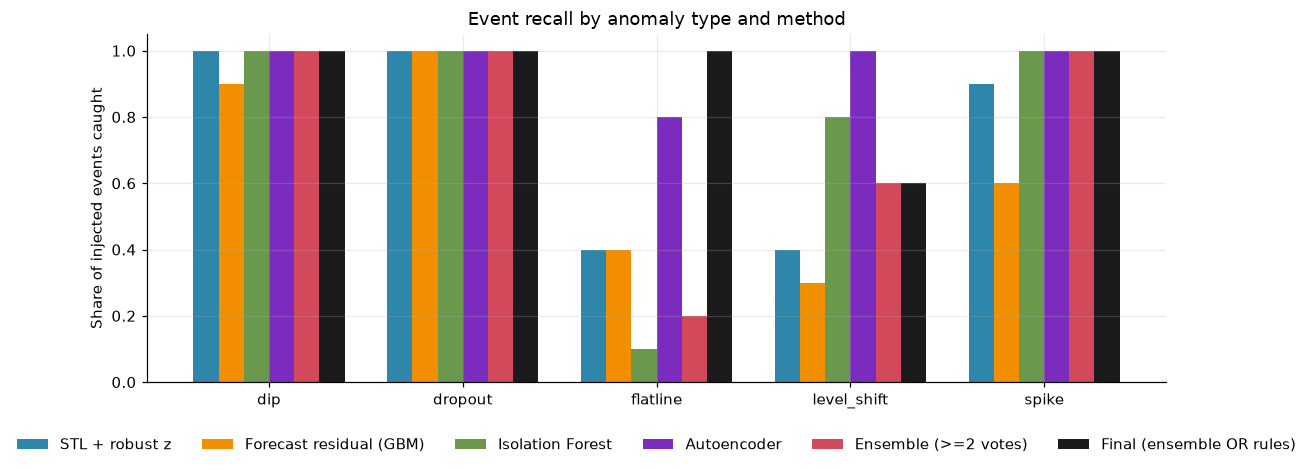 Event recall by anomaly type and method
Share of injected events caught
1.0
0.8
0.6
0.4
0.2
0.0
dip dropout flatline level_shift spike
STL + robust z Forecast residual (GBM) Isolation Forest Autoencoder Ensemble (>=2 votes) Final (ensemble OR rules)